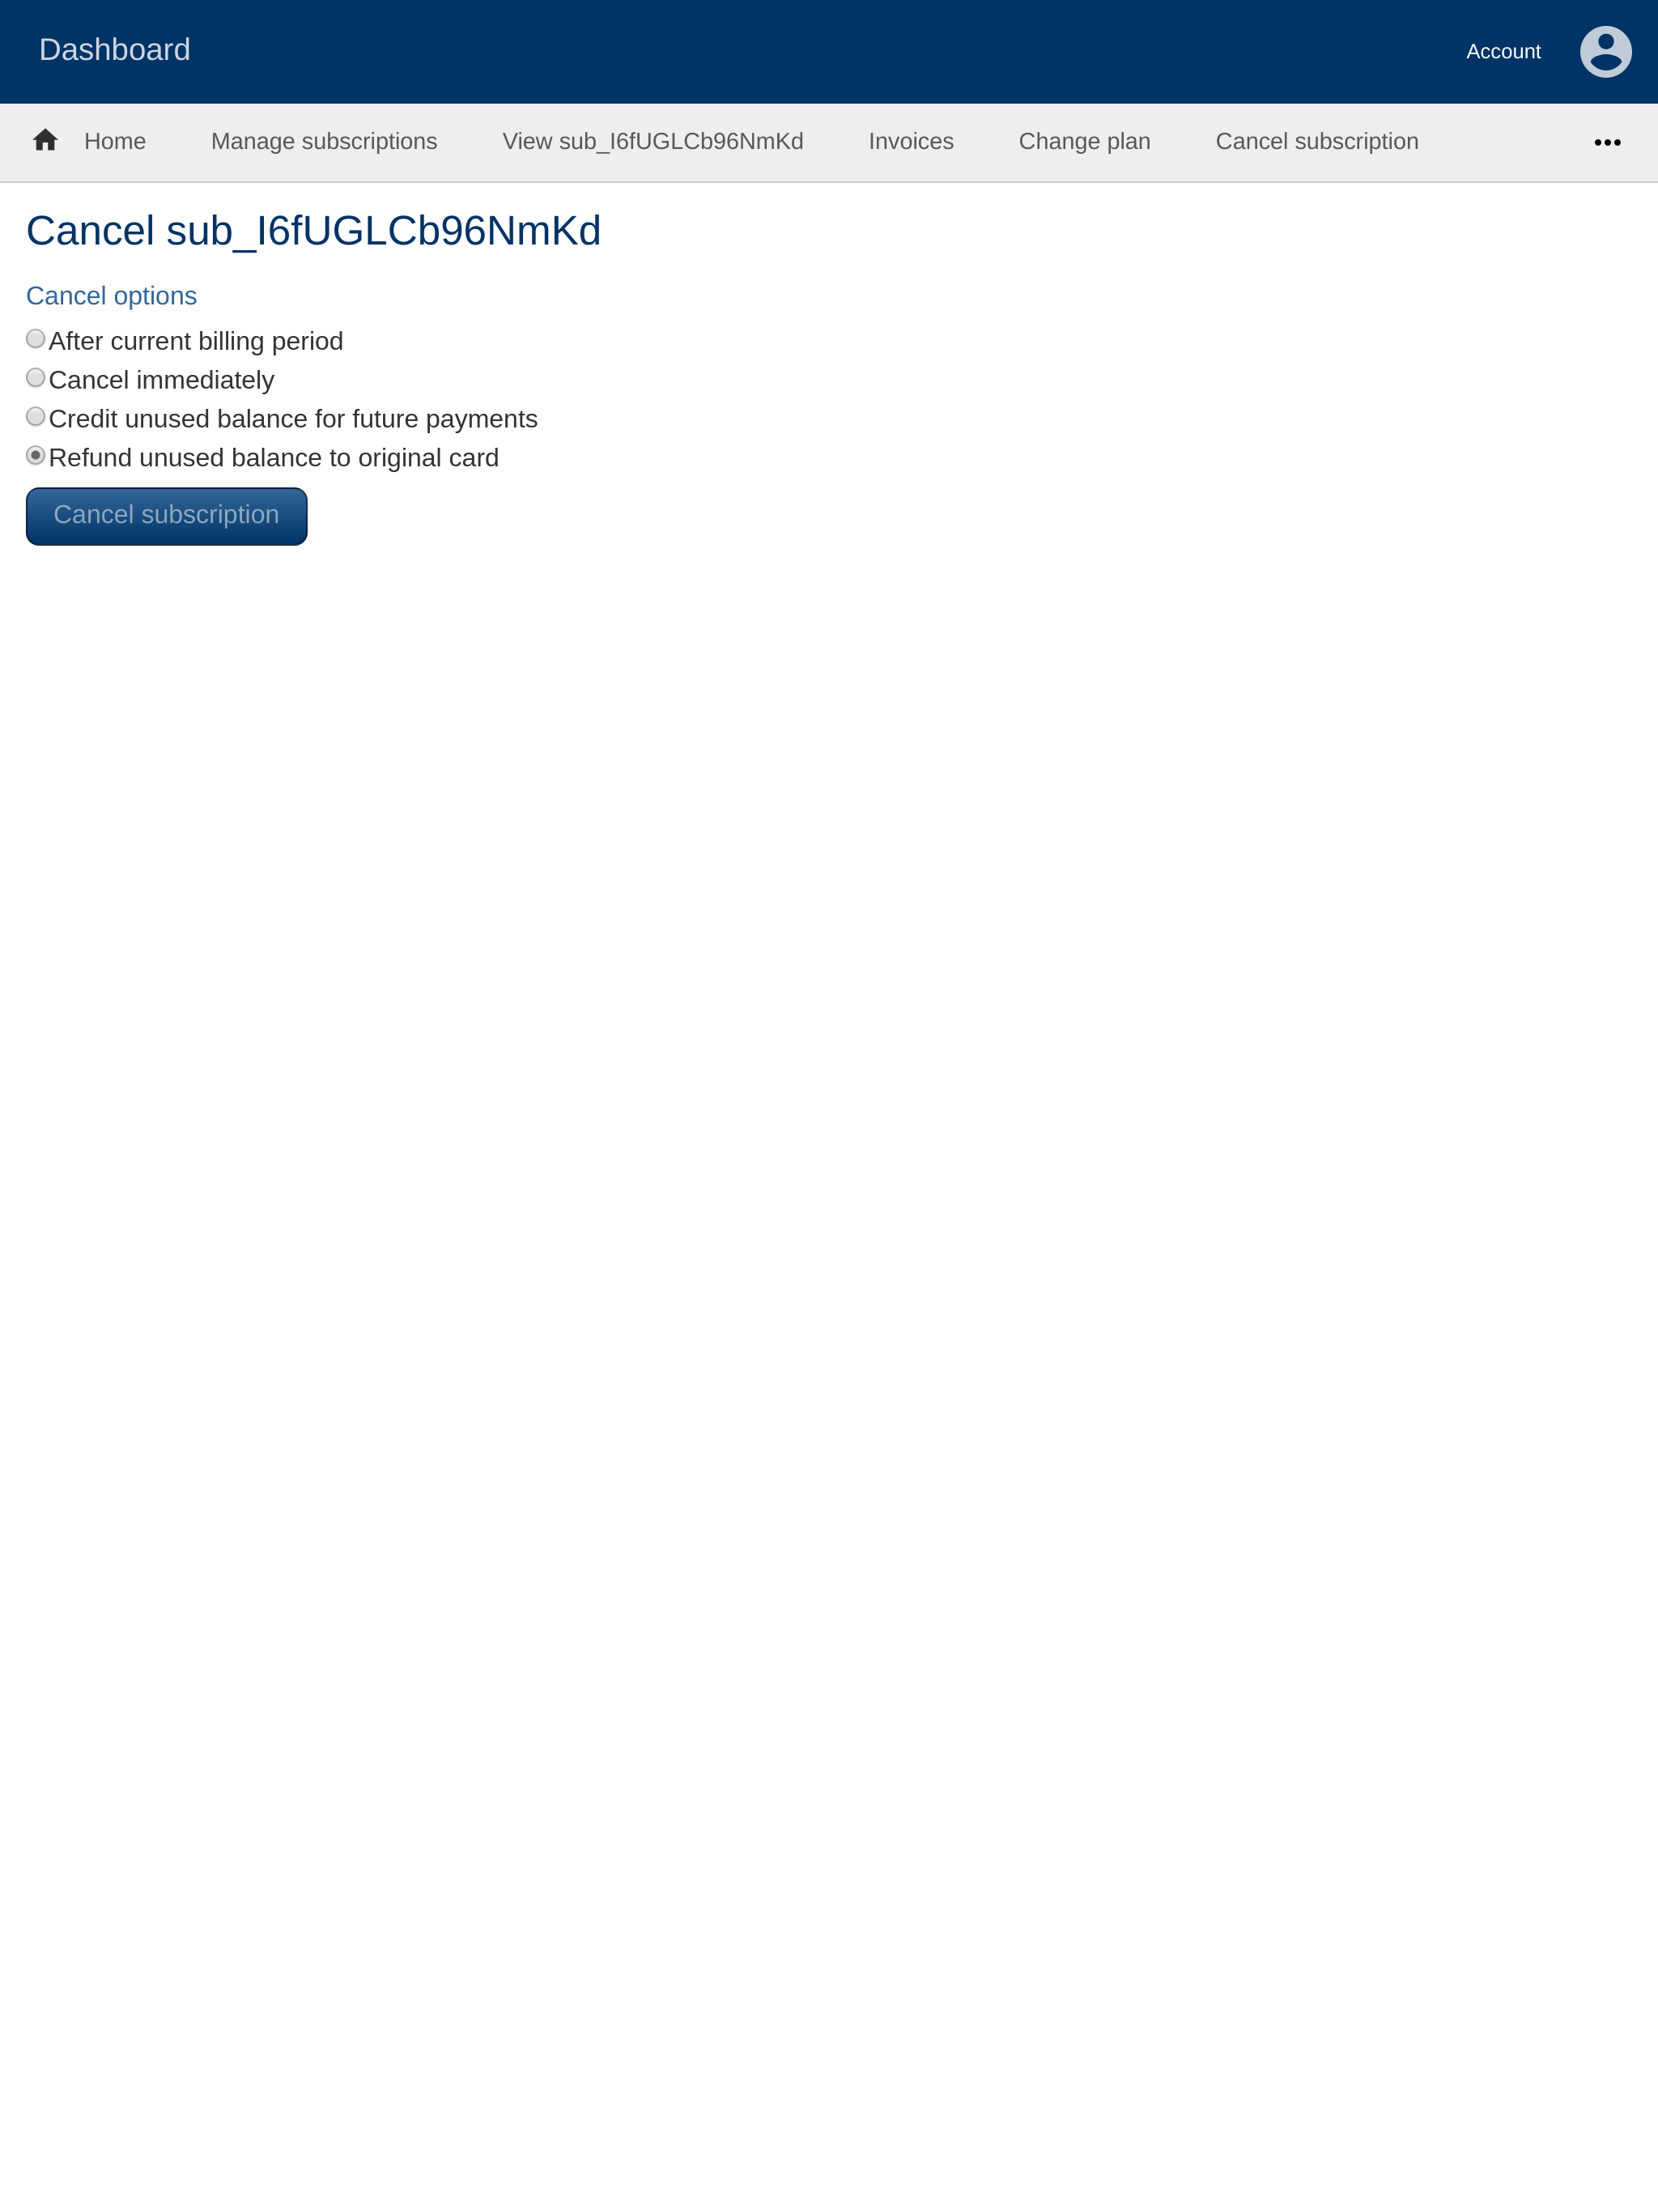 Dashboard
Account
Home Manage subscriptions View sub_I6fUGLCb96NmKd Invoices Change plan Cancel subscription
Cancel sub_I6fUGLCb96NmKd
Cancel options
After current billing period
Cancel immediately
Credit unused balance for future payments
Refund unused balance to original card
Cancel subscription